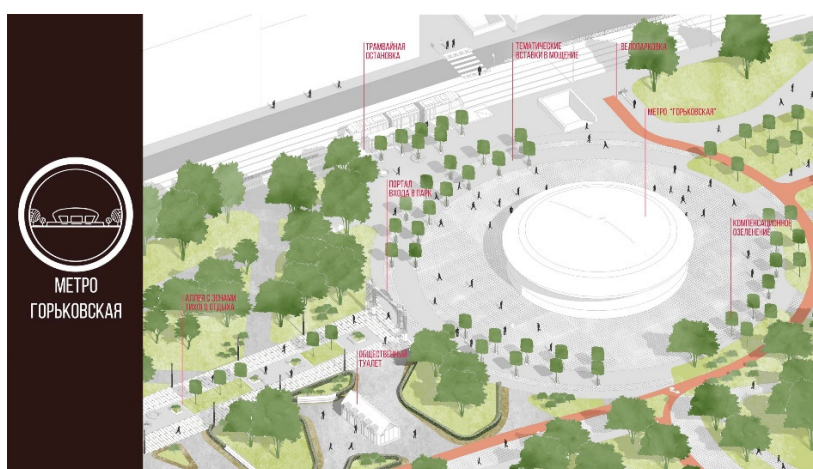 ТРАМВАЙНАЯ
ОСТАНОВКА
ТЕМАТИЧЕСКИЕ
ВСТАВКИ В МОЩЕНИЕ
ВЕЛОПАРКОВКА
МЕТРО "ГОРЬКОВСКАЯ"
ПОРТАЛ
ВХОДА В ПАРК
КОМПЕНСАЦИОННОЕ
ОЗЕЛЕНЕНИЕ
МЕТРО
ГОРЬКОВСКАЯ
АЛЛЕЯ С ЗОНАМИ
ТИХОГО ОТДЫХА
ОБЩЕСТВЕННЫЙ
ТУАЛЕТ